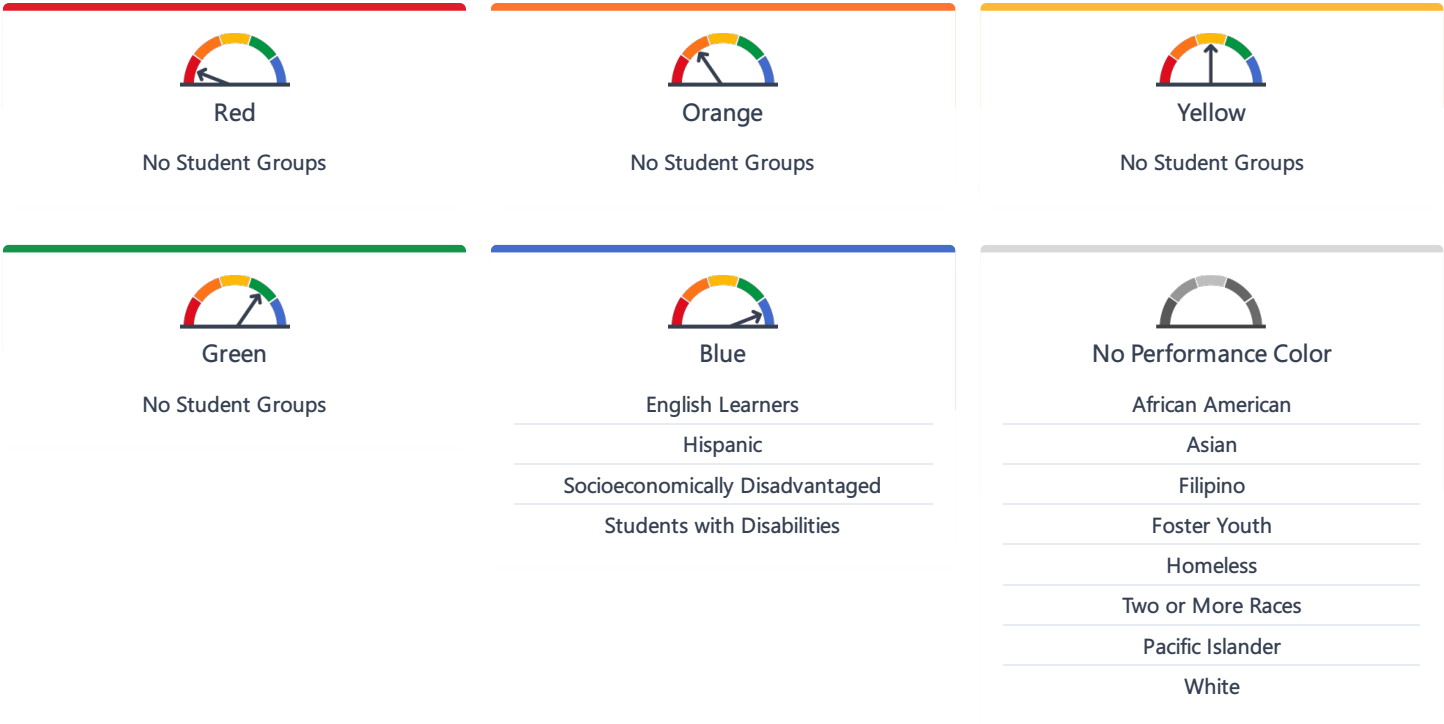 Red
No Student Groups
Orange
No Student Groups
Yellow
No Student Groups
Green
No Student Groups
Blue
English Learners
Hispanic
Socioeconomically Disadvantaged
Students with Disabilities
No Performance Color
African American
Asian
Filipino
Foster Youth
Homeless
Two or More Races
Pacific Islander
White